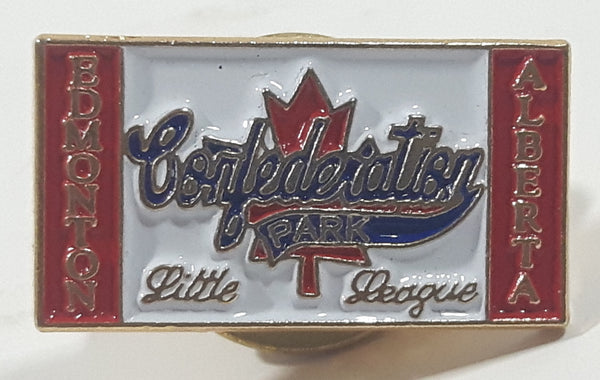 EDMONTON
Confederation
PARK
Little League
ALBERTA